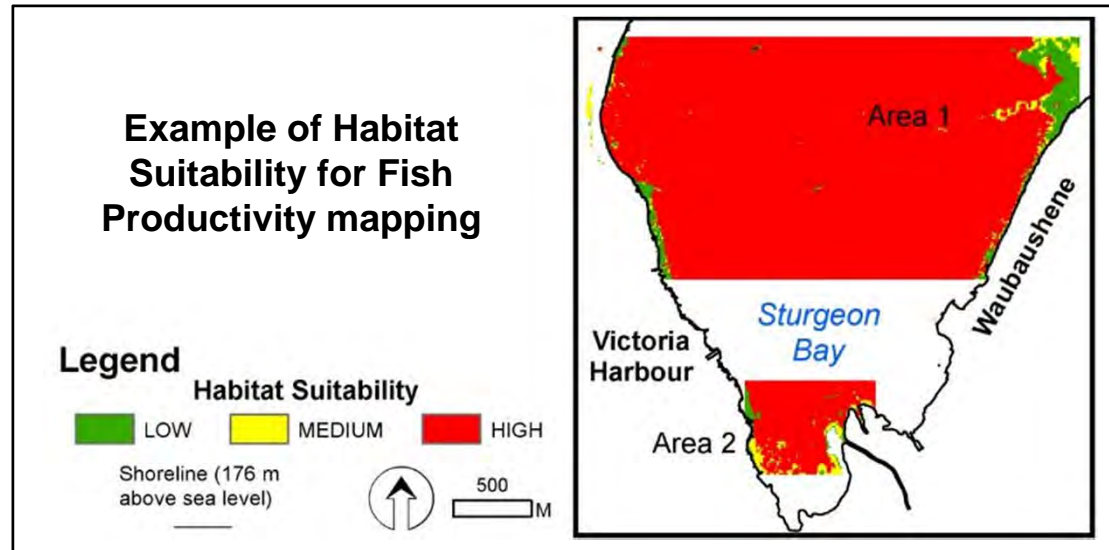 Example of Habitat
Suitability for Fish
Productivity mapping
Legend
Habitat Suitability
LOW
MEDIUM
HIGH
Shoreline (176 m
above sea level)
500
M
Area 1
Waubaushene
Sturgeon
Bay
Victoria
Harbour
Area 2